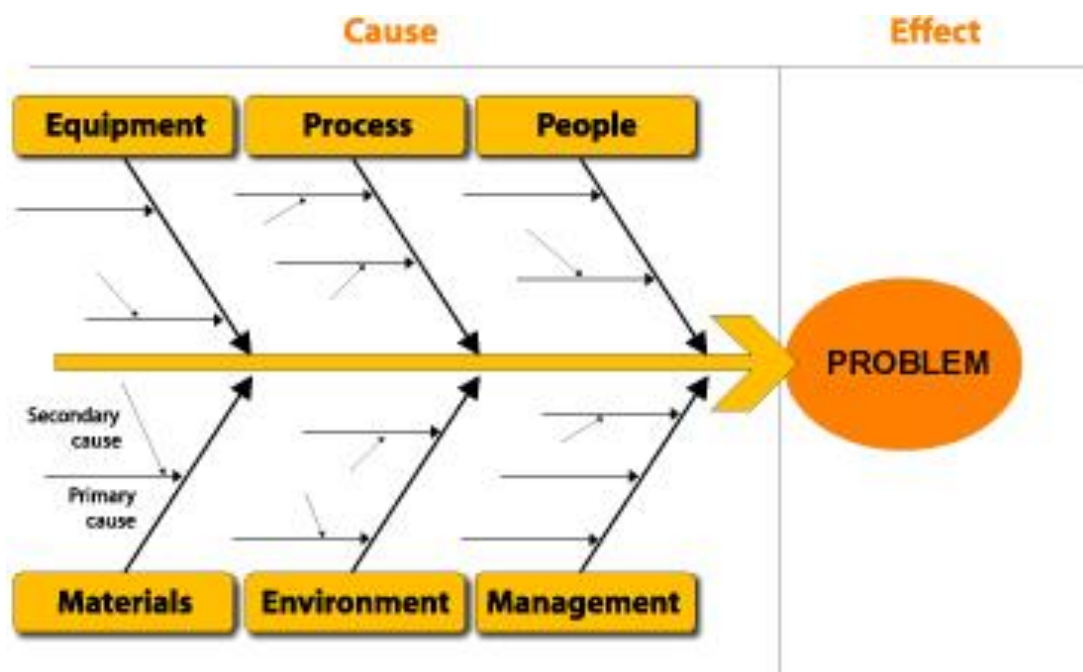 Cause
Effect
Equipment
Process
People
PROBLEM
Secondary
cause
Primary
cause
Materials
Environment
Management